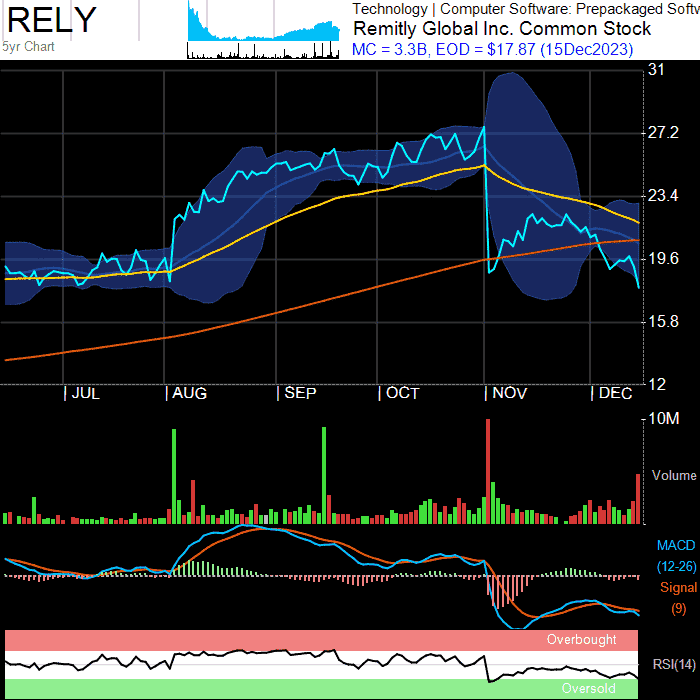 RELY
5yr Chart
Technology | Computer Software: Prepackaged Softw
Remitly Global Inc. Common Stock
MC = 3.3B, EOD = $17.87 (15Dec2023)
31
27.2
23.4
19.6
15.8
12
| JUL | AUG | SEP | OCT | NOV | DEC
10M
Volume
MACD
(12-26)
Signal
(9)
Overbought
RSI(14)
Oversold